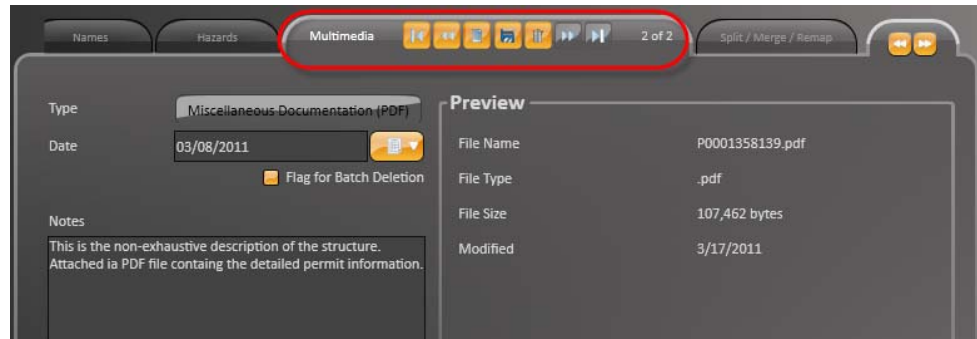 Names
Hazards
Multimedia
2 of 2
Split / Merge / Remap
Type
Miscellaneous Documentation (PDF)
Date
03/08/2011
Flag for Batch Deletion
Notes
This is the non-exhaustive description of the structure.
Attached ia PDF file containg the detailed permit information.
Preview
File Name P0001358139.pdf
File Type .pdf
File Size 107,462 bytes
Modified 3/17/2011